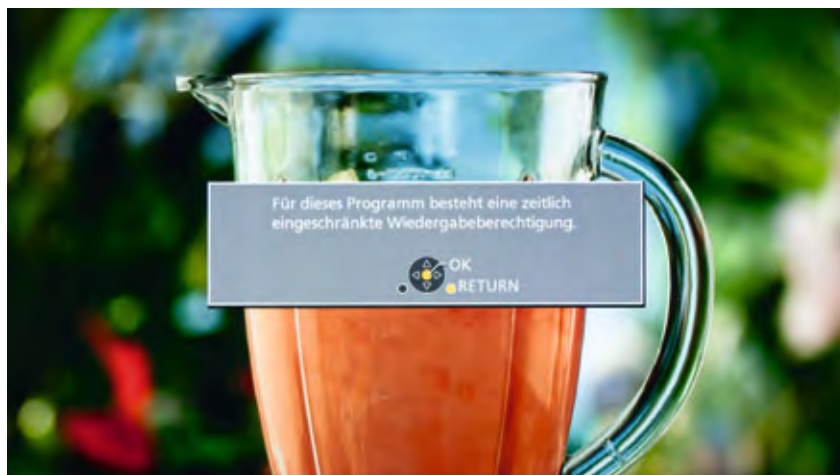 Für dieses Programm besteht eine zeitlich
eingeschränkte Wiedergabeberechtigung.
OK
RETURN